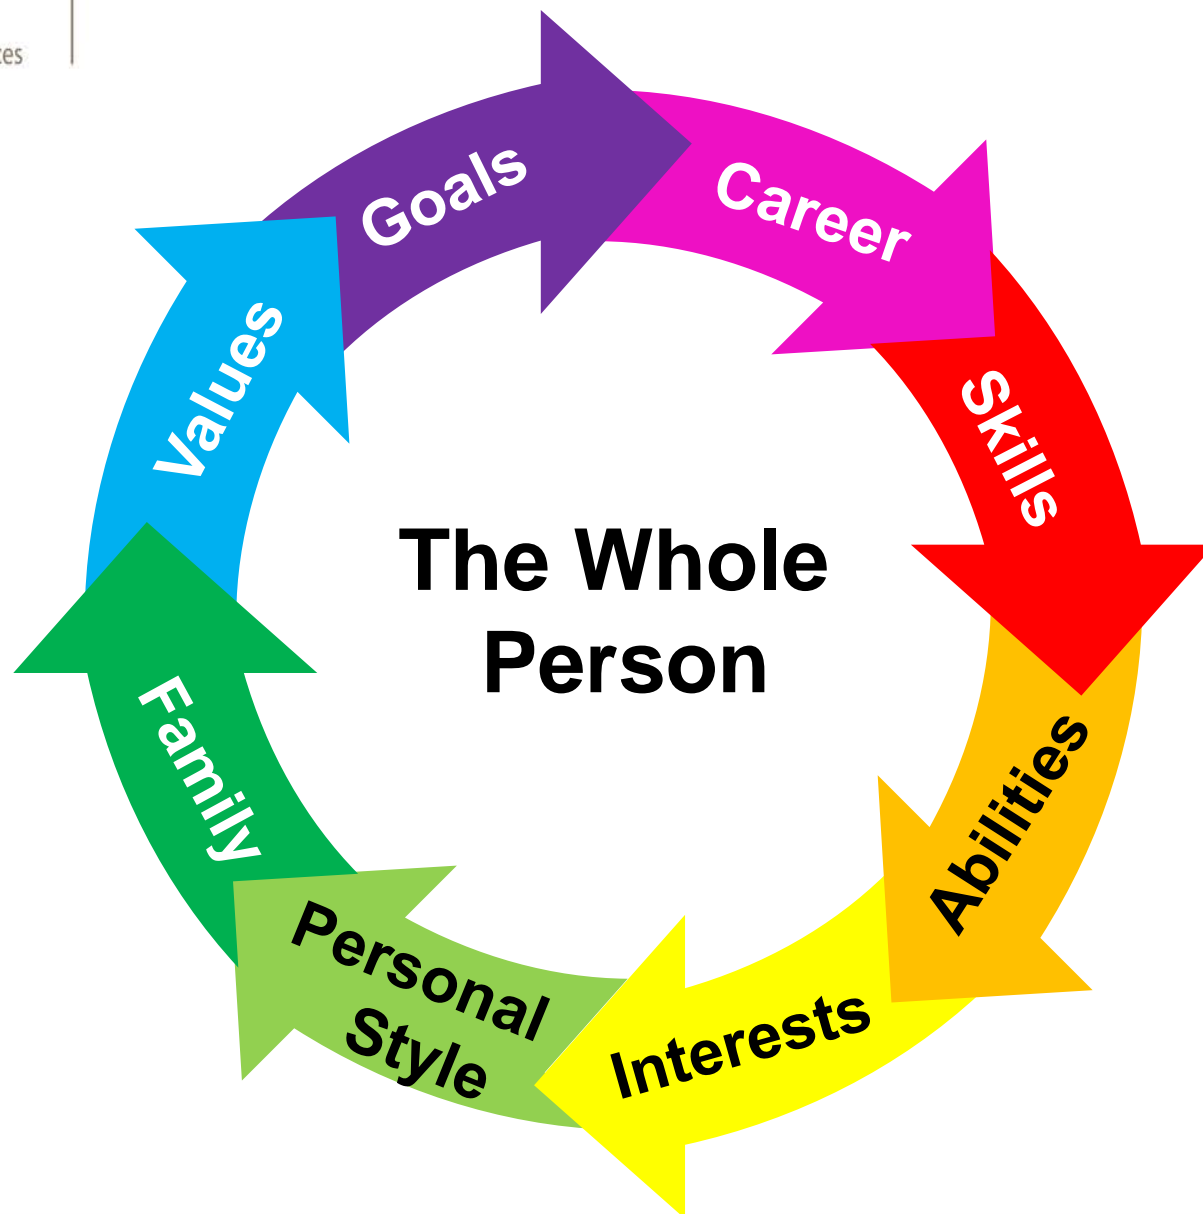 Goals
Career
Skills
Abilities
Interests
Personal
Style
Family
Values
The Whole
Person